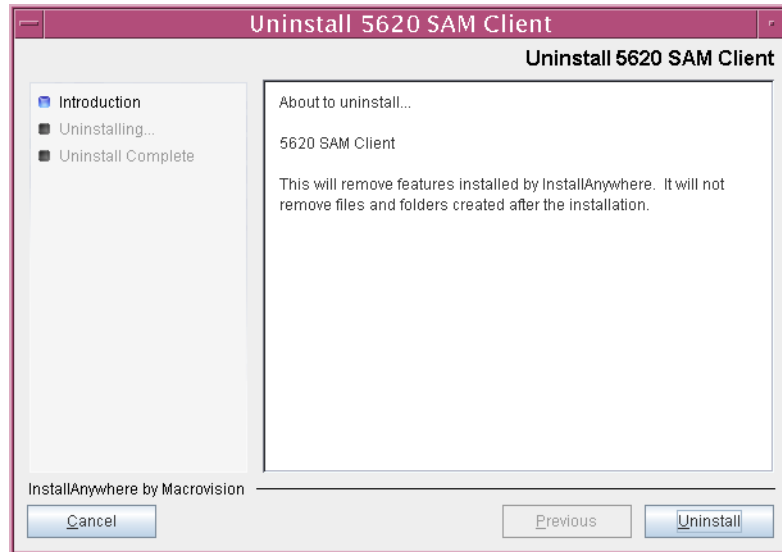 Uninstall 5620 SAM Client
Uninstall 5620 SAM Client
Introduction
Uninstalling...
Uninstall Complete
About to uninstall...
5620 SAM Client
This will remove features installed by InstallAnywhere. It will not
remove files and folders created after the installation.
InstallAnywhere by Macrovision
Cancel
Previous
Uninstall